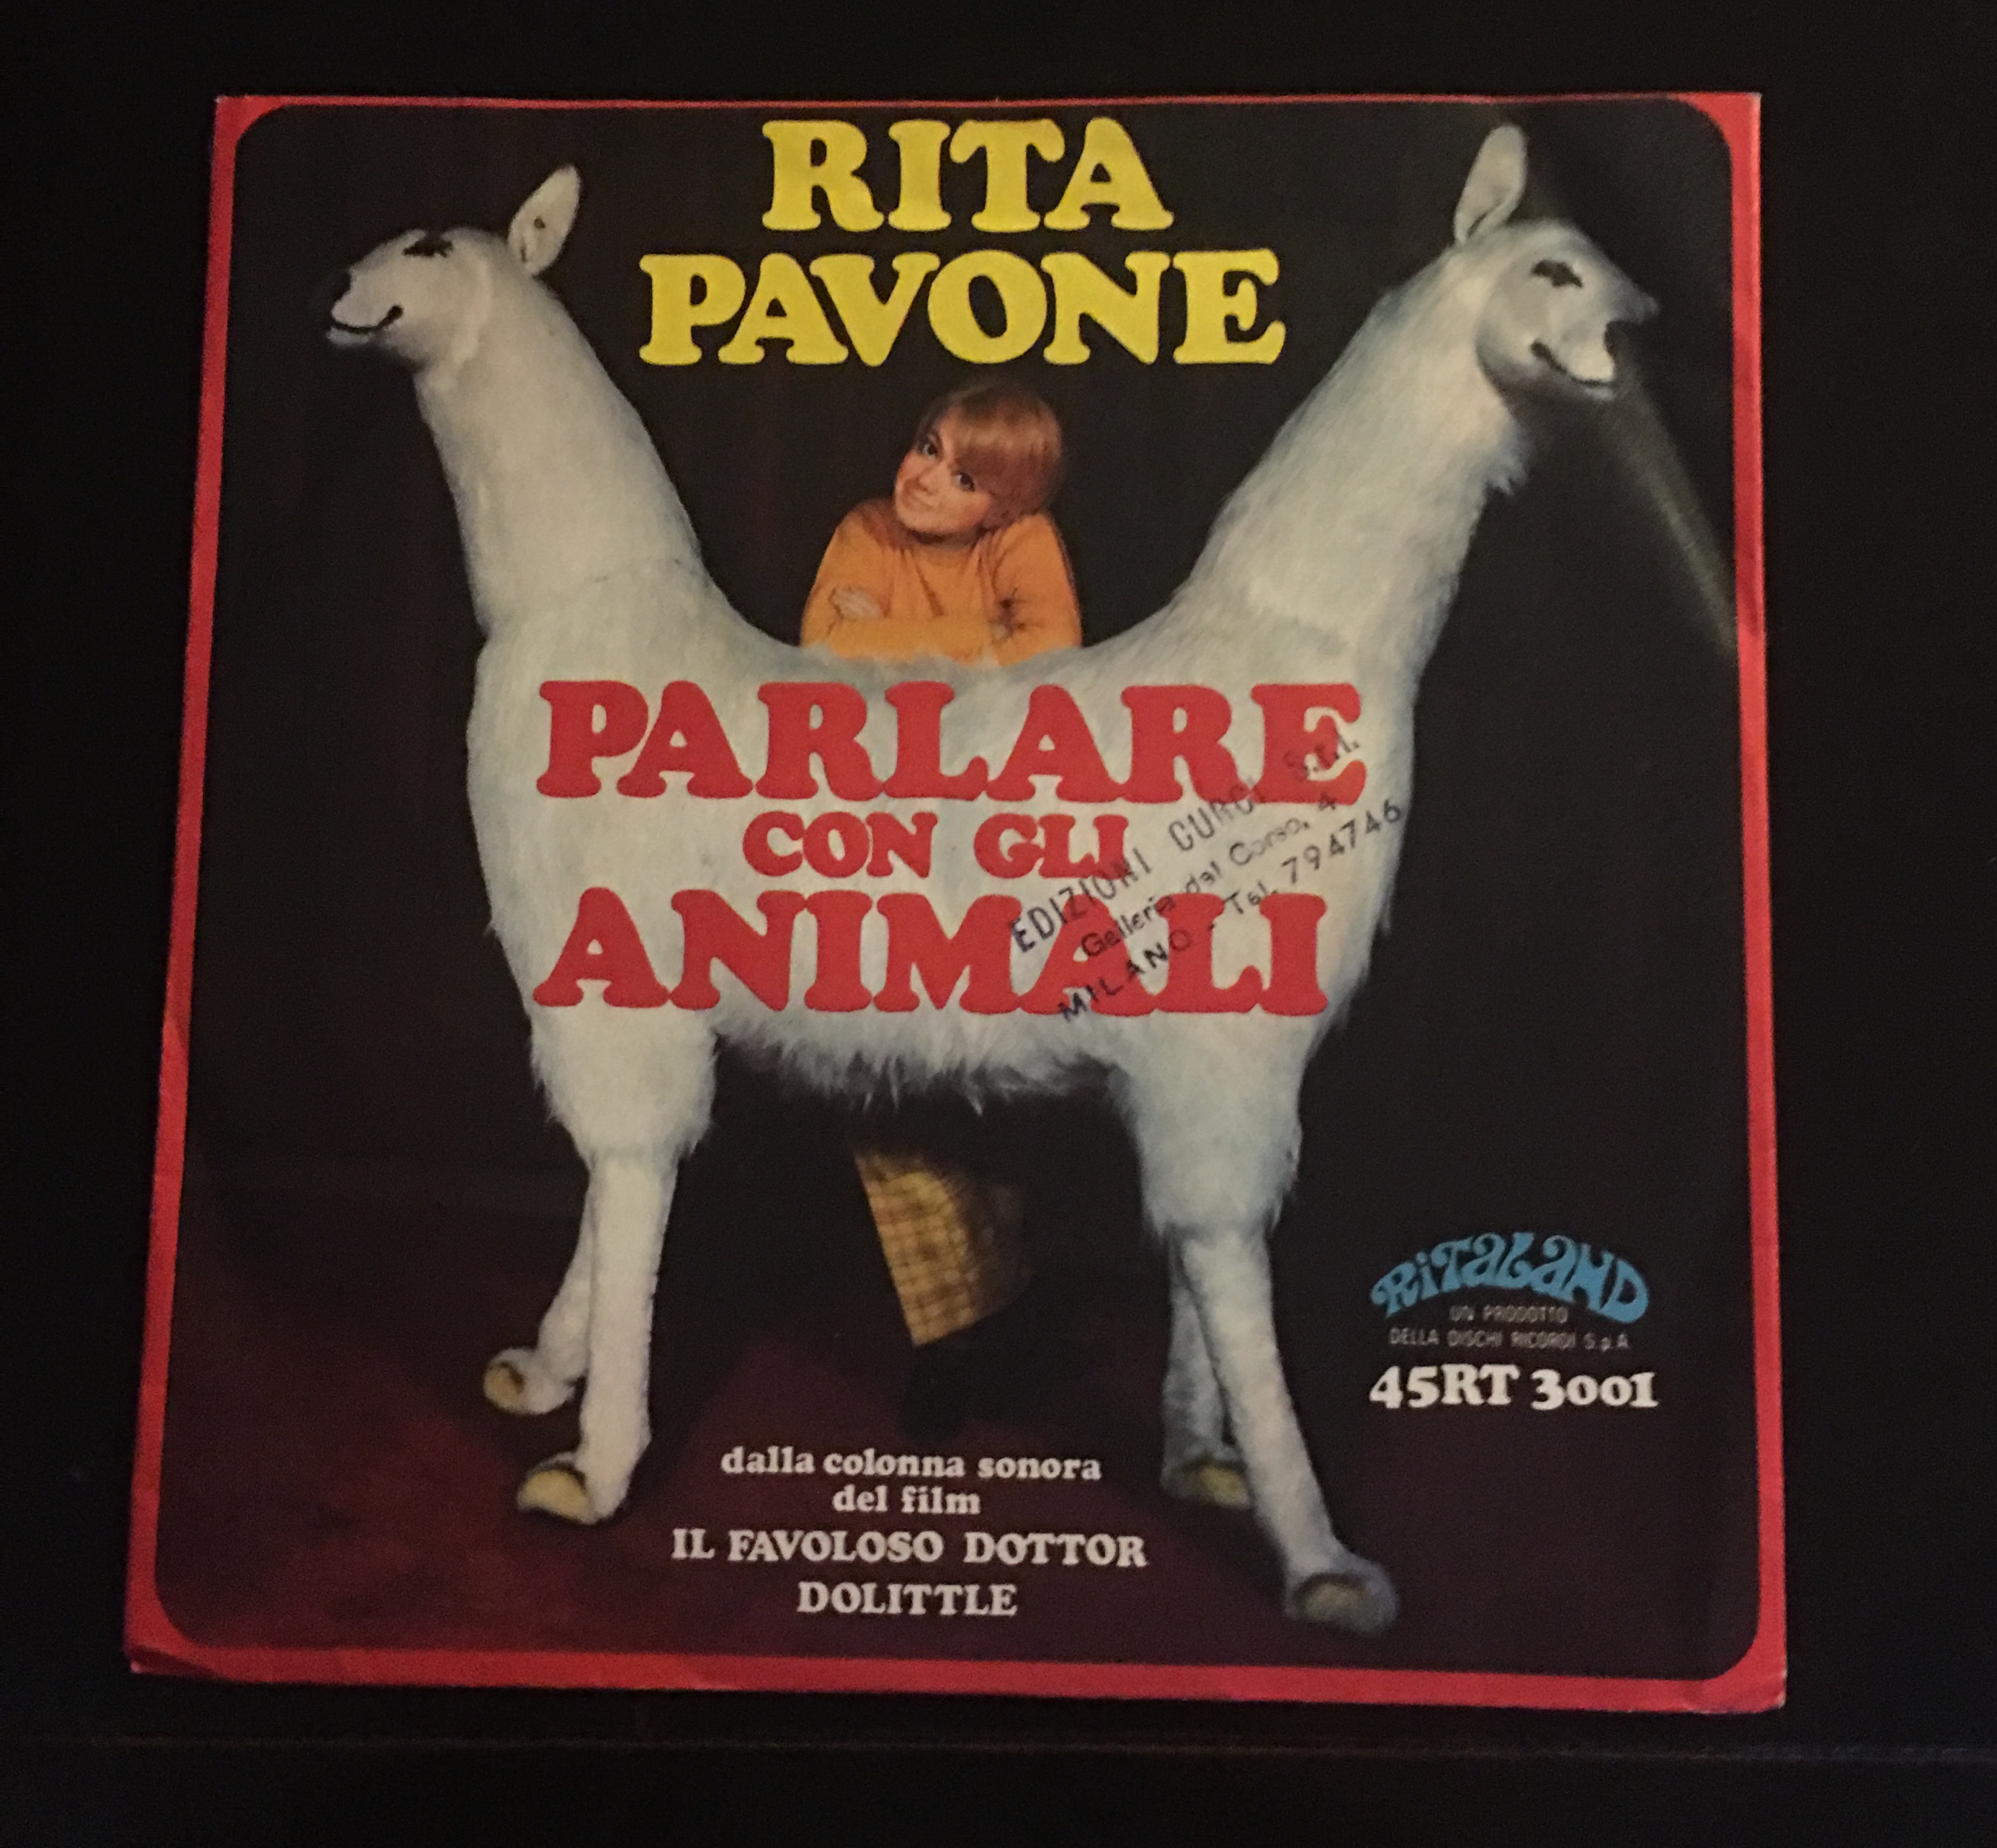 RITA
PAVONE
PARLARE
CON GLI
ANIMALI
EDIZIONI CURCI S.r.l.
Galleria del Corso, 4
MILANO - Tel. 794746
RITALAND
UN PRODOTTO
DELLA DISCHI RICORDI S.p.A.
45RT 3001
dalla colonna sonora
del film
IL FAVOLOSO DOTTOR
DOLITTLE